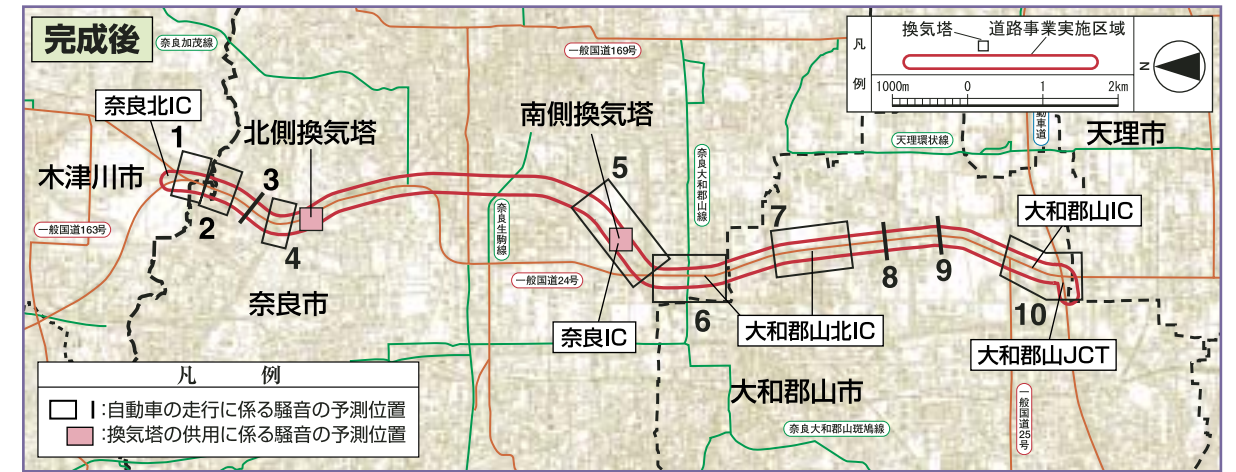 完成後
奈良加茂線
一般国道169号
換気塔
道路事業実施区域
凡
例
1000m
0
1
2km
N
奈良北IC
1
北側換気塔
南側換気塔
動車道
天理市
天理環状線
木津川市
3
5
奈良大和郡山線
大和郡山IC
一般国道163号
2
4
奈良生駒線
7
一般国道24号
8
9
奈良市
奈良IC
6
大和郡山北IC
10
大和郡山JCT
大和郡山市
一般国道25号
奈良大和郡山斑鳩線
凡 例
:自動車の走行に係る騒音の予測位置
:換気塔の供用に係る騒音の予測位置